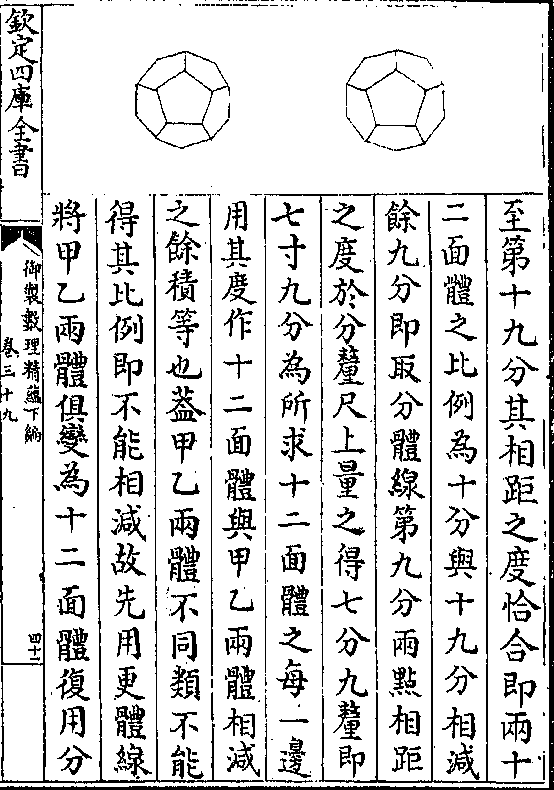 至第十九分其相距之度恰合即兩十
二面體之比例為十分與十九分相減
餘九分即取分體線第九分兩點相距
之度於分釐尺上量之得七分九釐即
七寸九分為所求十二面體之每一邊
用其度作十二面體與甲乙兩體相減
之餘積等也葢甲乙兩體不同類不能
得其比例即不能相減故先用更體線
將甲乙兩體俱變為十二面體復用分
欽定四庫全書
御製數理精蘊下編
卷三十九
四十二